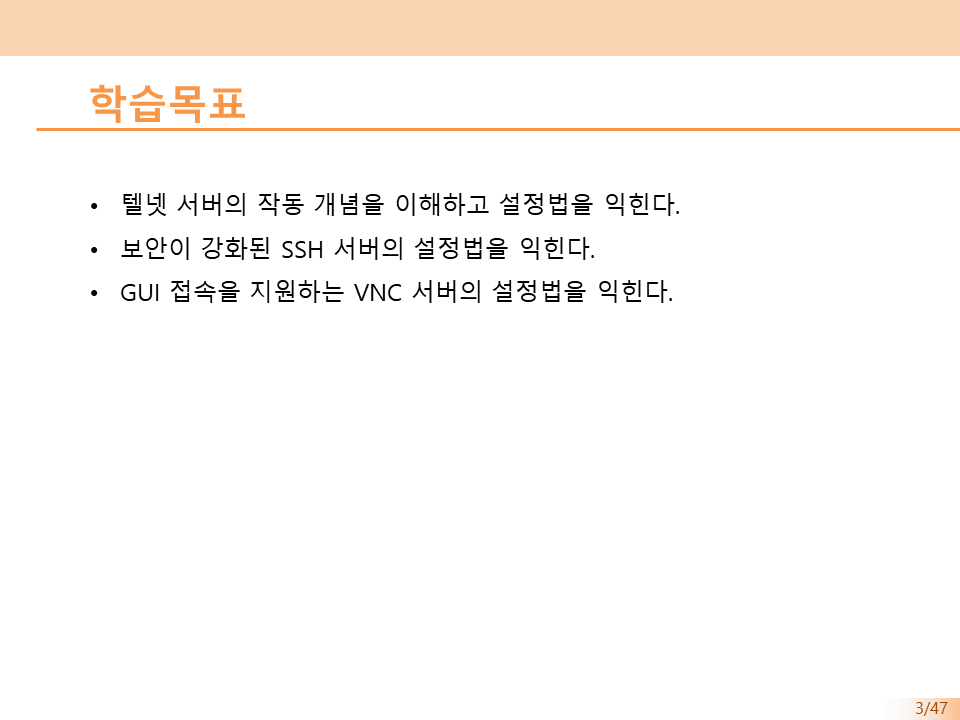 학습목표
• 텔넷 서버의 작동 개념을 이해하고 설정법을 익힌다.
• 보안이 강화된 SSH 서버의 설정법을 익힌다.
• GUI 접속을 지원하는 VNC 서버의 설정법을 익힌다.
3/47